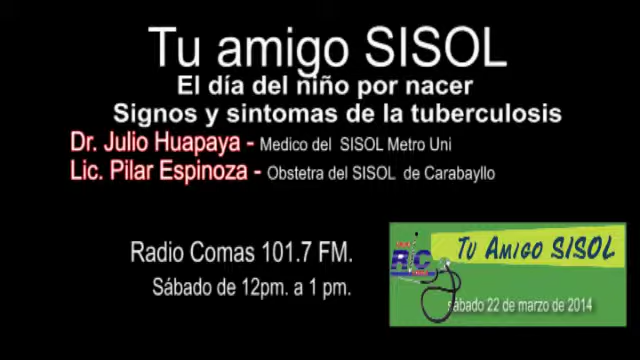 Tu amigo SISOL
El día del niño por nacer
Signos y sintomas de la tuberculosis
Dr. Julio Huapaya - Medico del SISOL Metro Uni
Lic. Pilar Espinoza - Obstetra del SISOL de Carabayllo
Radio Comas 101.7 FM.
Sábado de 12pm. a 1 pm.
TU AMIGO SISOL
RC
sábado 22 de marzo de 2014